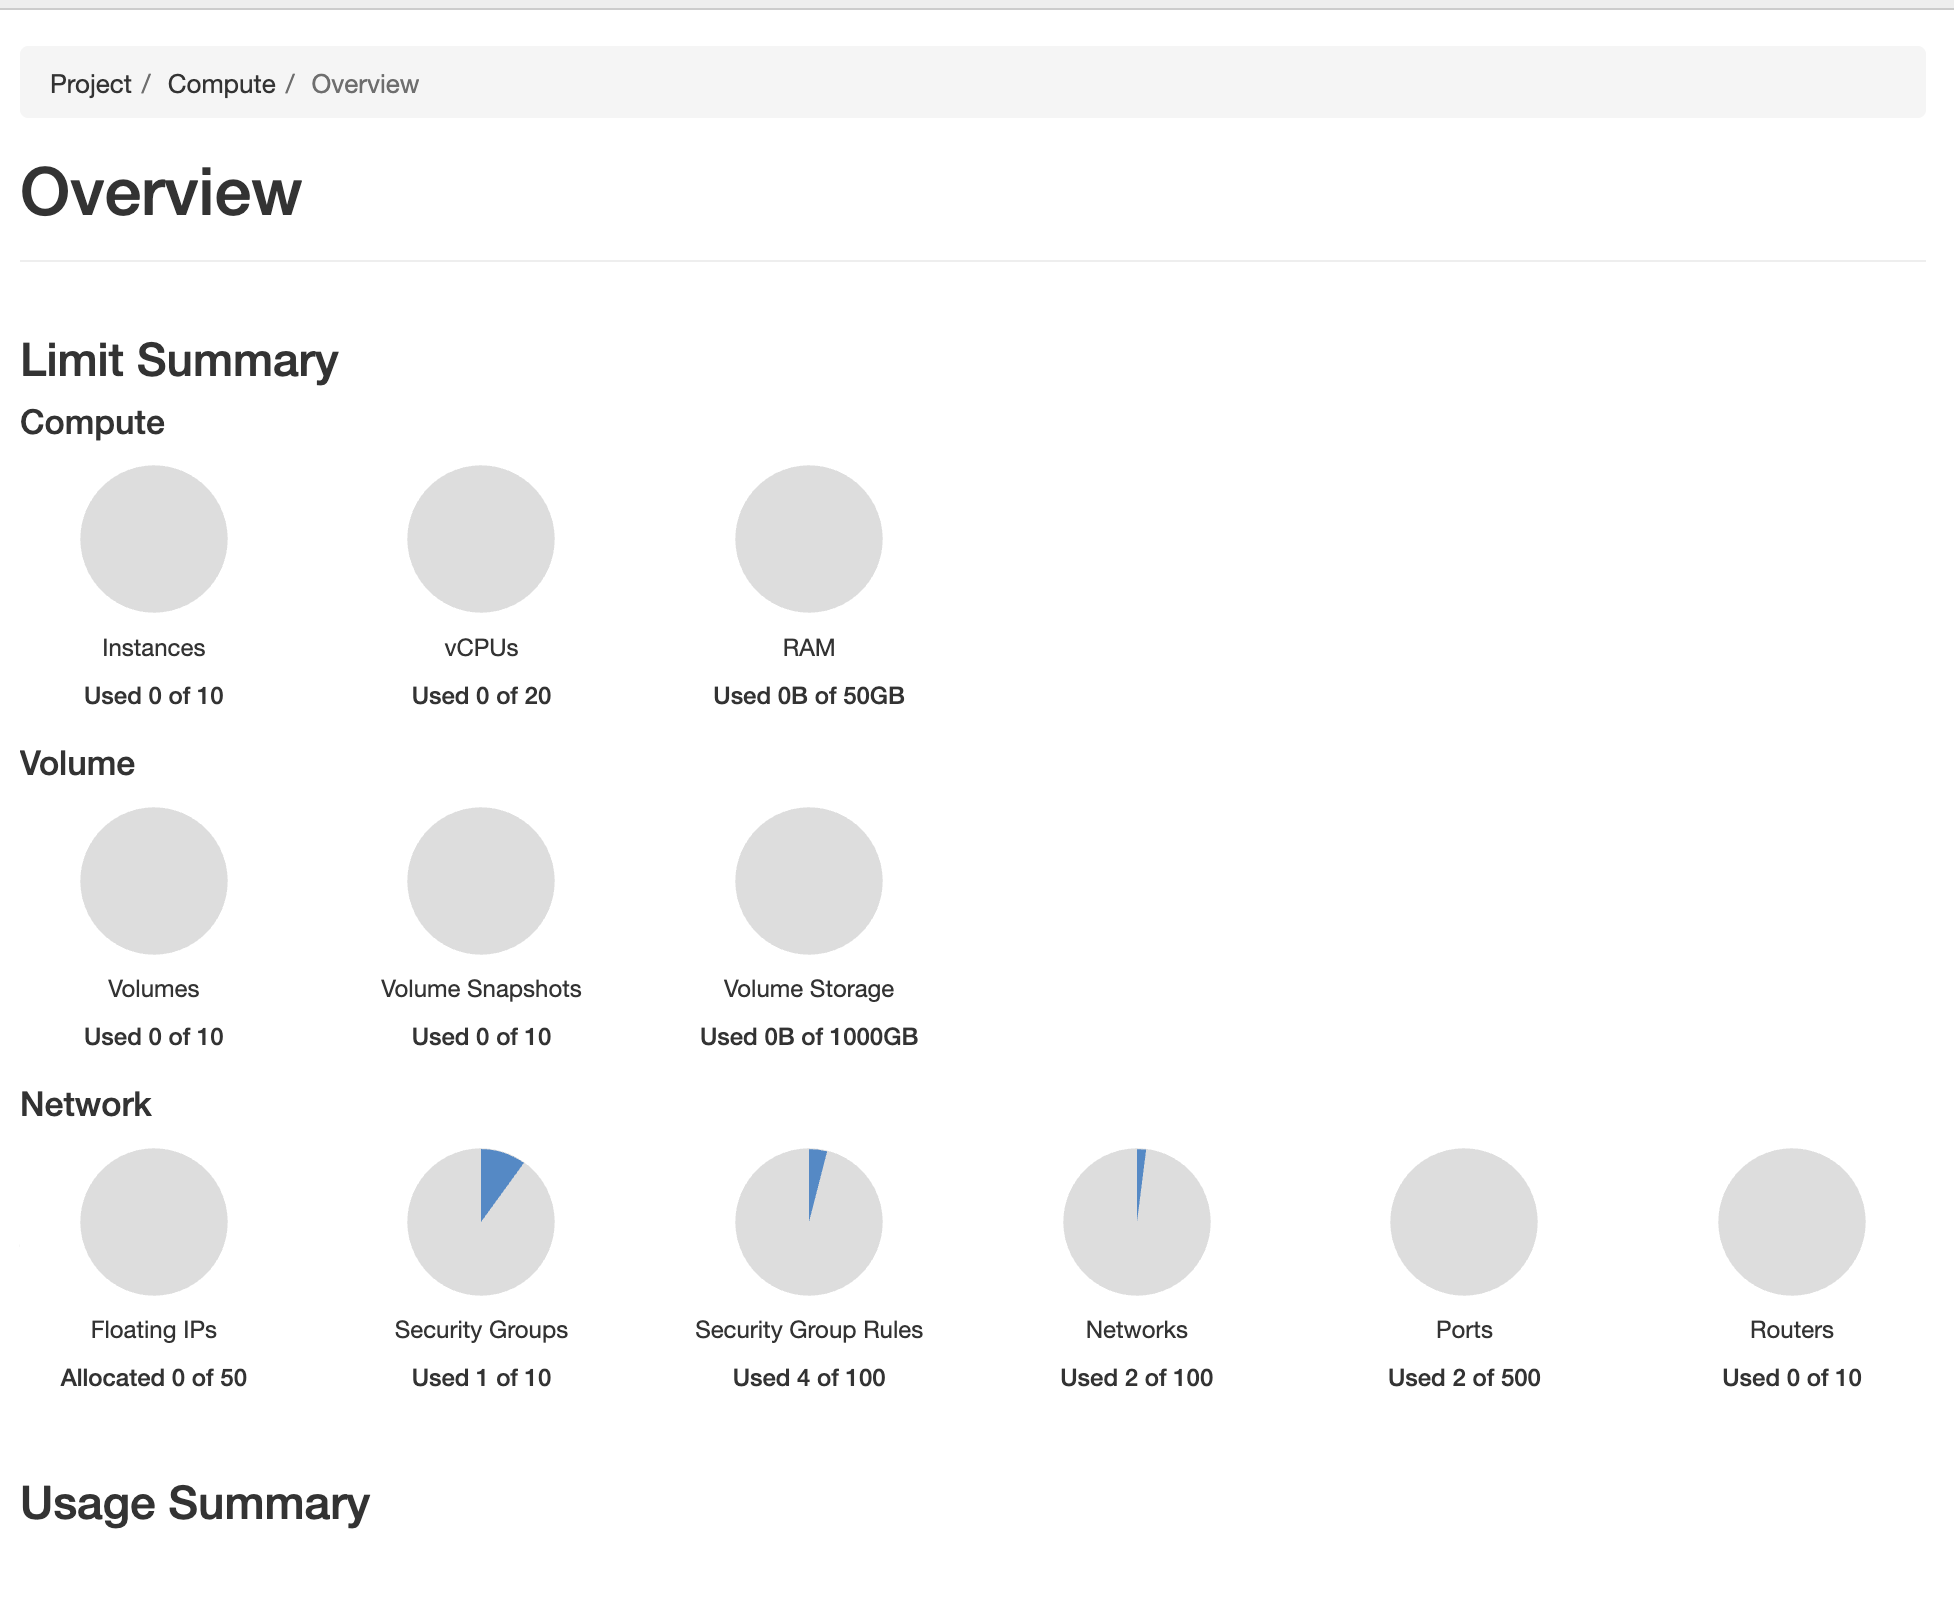 Project / Compute / Overview
Overview
Limit Summary
Compute
Instances vCPUs RAM
Used 0 of 10 Used 0 of 20 Used 0B of 50GB
Volume
Volumes Volume Snapshots Volume Storage
Used 0 of 10 Used 0 of 10 Used 0B of 1000GB
Network
Floating IPs Security Groups Security Group Rules Networks Ports Routers
Allocated 0 of 50 Used 1 of 10 Used 4 of 100 Used 2 of 100 Used 2 of 500 Used 0 of 10
Usage Summary